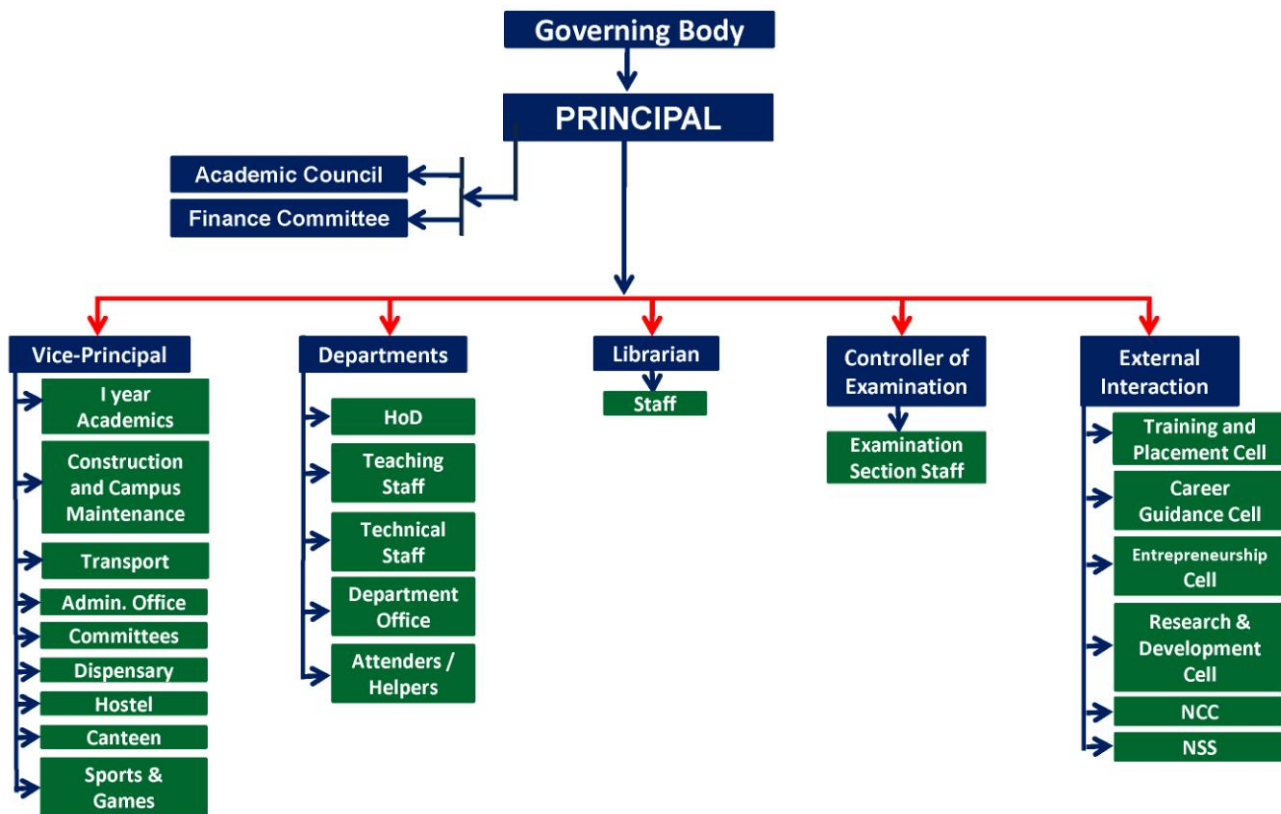 Governing Body
PRINCIPAL
Academic Council
Finance Committee
Vice-Principal
I year
Academics
Construction
and Campus
Maintenance
Transport
Admin. Office
Committees
Dispensary
Hostel
Canteen
Sports &
Games
Departments
HoD
Teaching
Staff
Technical
Staff
Department
Office
Attenders /
Helpers
Librarian
Staff
Controller of
Examination
Examination
Section Staff
External
Interaction
Training and
Placement Cell
Career
Guidance Cell
Entrepreneurship
Cell
Research &
Development
Cell
NCC
NSS